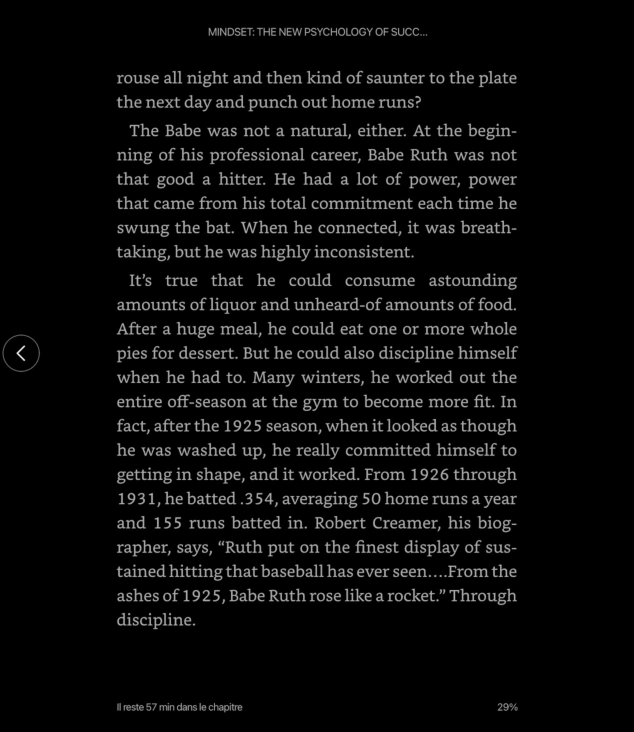 MINDSET: THE NEW PSYCHOLOGY OF SUCC...
rouse all night and then kind of saunter to the plate
the next day and punch out home runs?
The Babe was not a natural, either. At the begin-
ning of his professional career, Babe Ruth was not
that good a hitter. He had a lot of power, power
that came from his total commitment each time he
swung the bat. When he connected, it was breath-
taking, but he was highly inconsistent.
It’s true that he could consume astounding
amounts of liquor and unheard-of amounts of food.
After a huge meal, he could eat one or more whole
pies for dessert. But he could also discipline himself
when he had to. Many winters, he worked out the
entire off-season at the gym to become more fit. In
fact, after the 1925 season, when it looked as though
he was washed up, he really committed himself to
getting in shape, and it worked. From 1926 through
1931, he batted .354, averaging 50 home runs a year
and 155 runs batted in. Robert Creamer, his biog-
rapher, says, “Ruth put on the finest display of sus-
tained hitting that baseball has ever seen….From the
ashes of 1925, Babe Ruth rose like a rocket.” Through
discipline.
Il reste 57 min dans le chapitre
29%